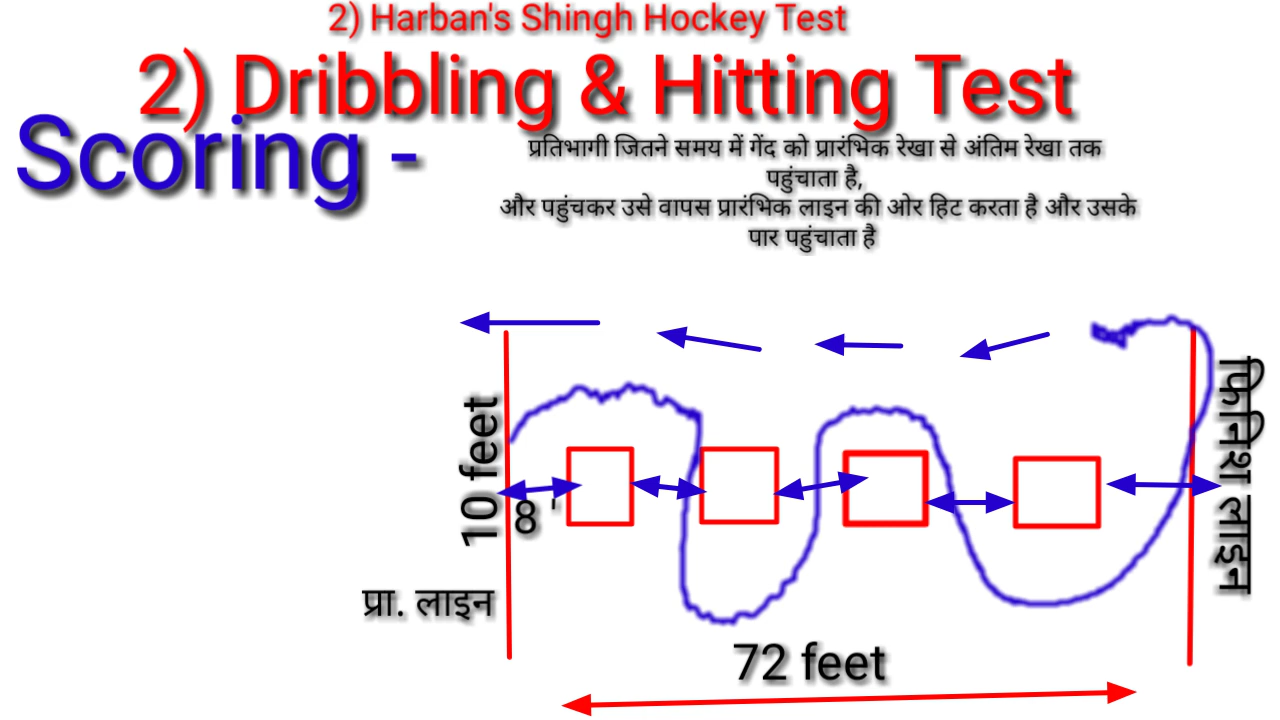 2) Harban's Shingh Hockey Test
2) Dribbling & Hitting Test
Scoring -
प्रतिभागी जितने समय में गेंद को प्रारंभिक रेखा से अंतिम रेखा तक
पहुंचाता है,
और पहुंचकर उसे वापस प्रारंभिक लाइन की ओर हिट करता है और उसके
पार पहुंचाता है
10 feet
8 '
प्रा. लाइन
फिनिश लाइन
72 feet